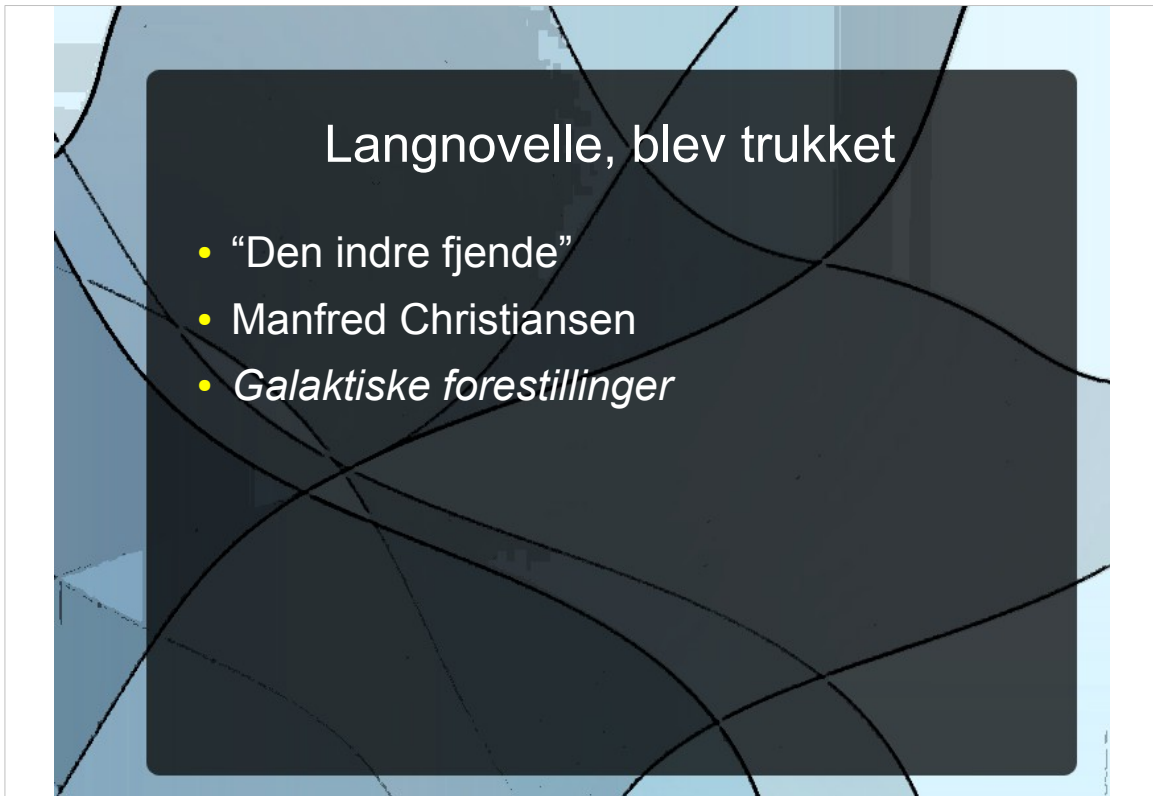 Langnovelle, blev trukket
“Den indre fjende”
Manfred Christiansen
Galaktiske forestillinger